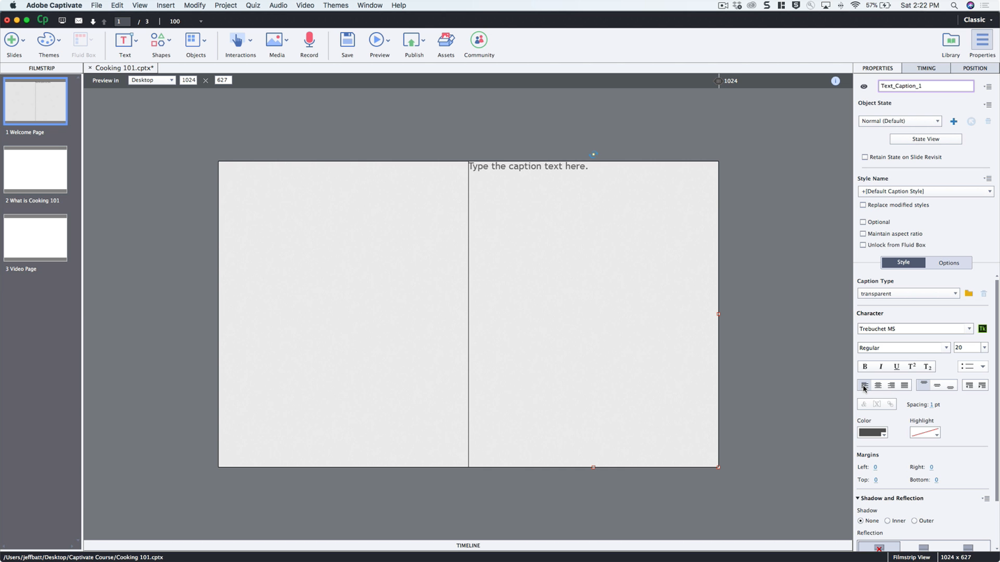 Adobe Captivate File Edit View Insert Modify Project Quiz Audio Video Themes Window Help 57% Sat 2:22 PM
Cp 1 / 3 100 Classic
Slides Themes Fluid Box Text Shapes Objects Interactions Media Record Save Preview Publish Assets Community Library Properties
FILMSTRIP × Cooking 101.cptx* PROPERTIES TIMING POSITION
Preview in Desktop 1024 627 1024
Text_Caption_1
Object State
Normal (Default)
State View
1 Welcome Page
Retain State on Slide Revisit
Type the caption text here.
Style Name
+[Default Caption Style]
2 What is Cooking 101
Replace modified styles
Optional
Maintain aspect ratio
Unlock from Fluid Box
Style Options
3 Video Page
Caption Type
transparent
Character
Trebuchet MS Tk
Regular 20
B I U T2 T2
& [X] Spacing: 1 pt
Color Highlight
Margins
Left: 0 Right: 0
Top: 0 Bottom: 0
Shadow and Reflection
Shadow
None Inner Outer
Reflection
TIMELINE
/Users/jeffbatt/Desktop/Captivate Course/Cooking 101.cptx Filmstrip View 1024 x 627